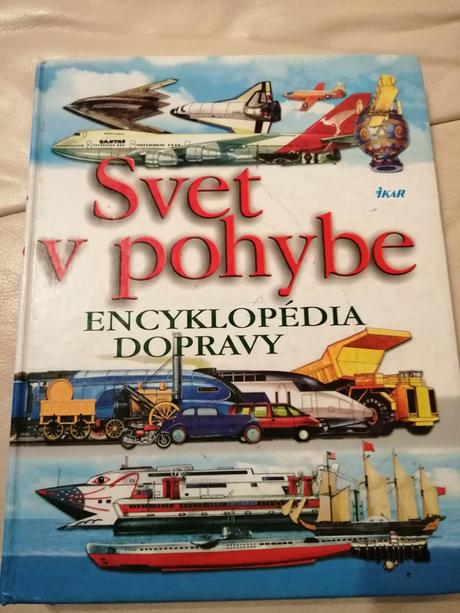 QANTAS
IKAR
Svet
v pohybe
ENCYKLOPÉDIA
DOPRAVY